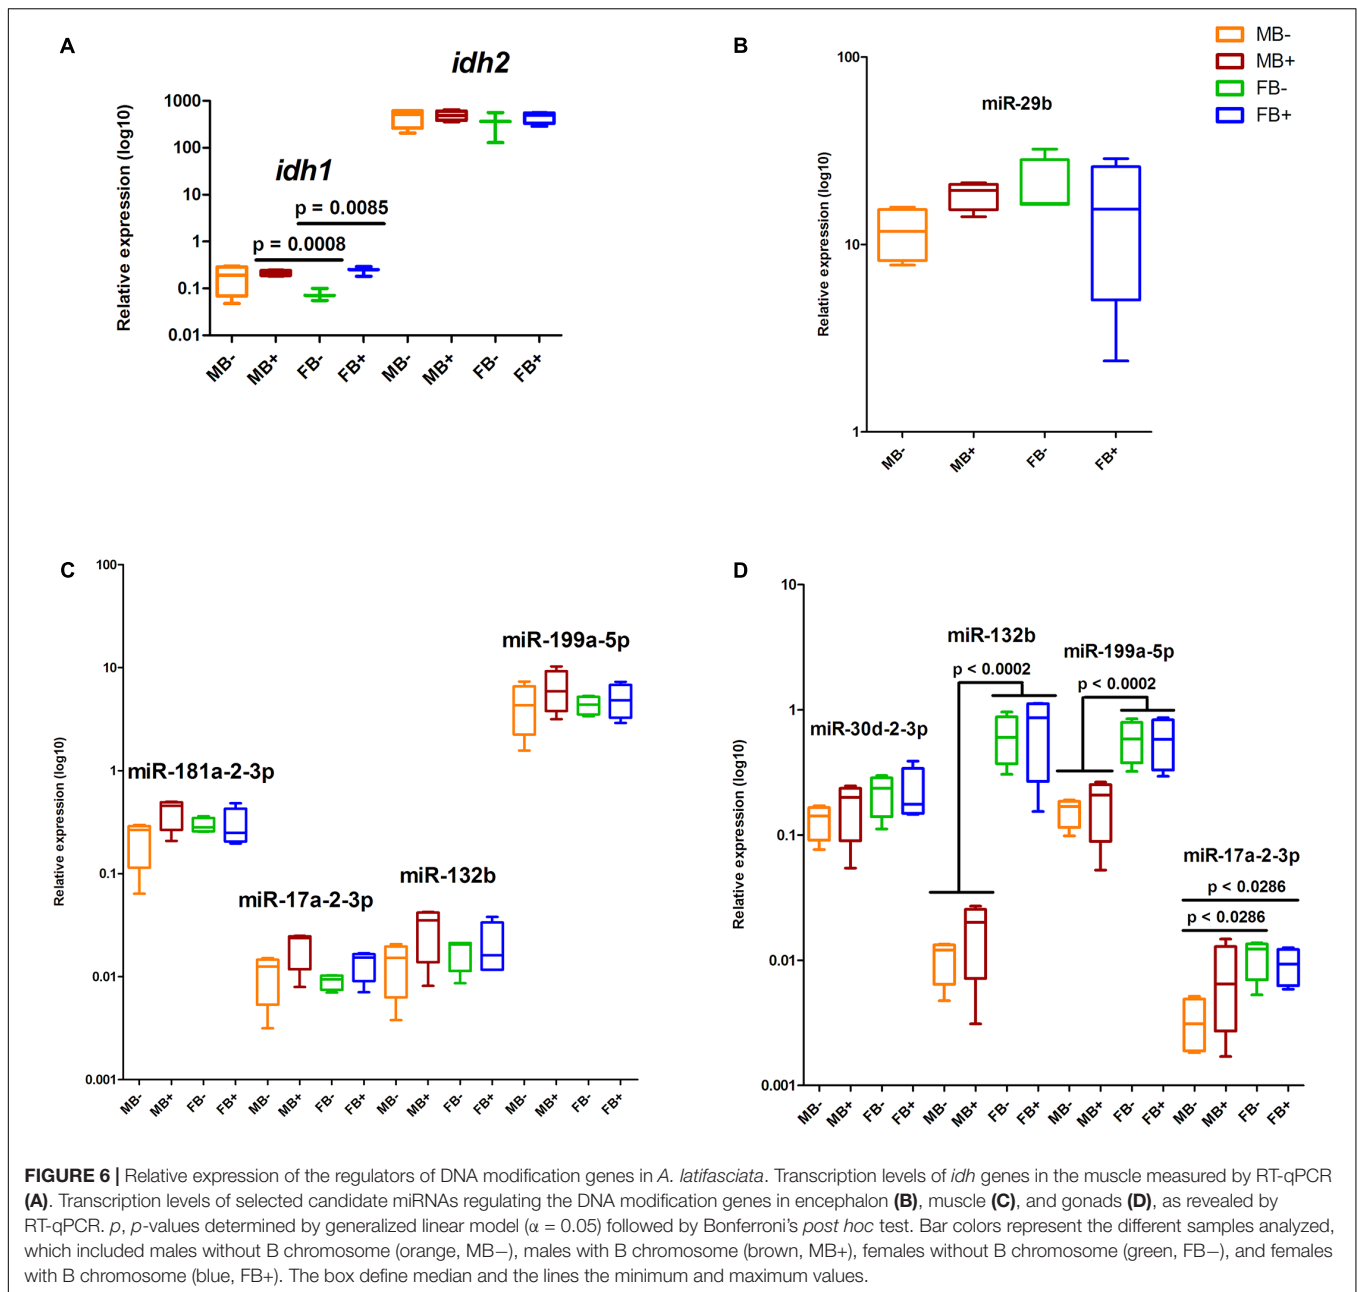 A
idh2
idh1
p = 0.0085
p = 0.0008
Relative expression (log10)
1000
100
10
1
0.1
0.01
MB-
MB+
FB-
FB+
MB-
MB+
FB-
FB+
B
miR-29b
Relative expression (log10)
100
10
1
MB-
MB+
FB-
FB+
MB-
MB+
FB-
FB+
C
miR-199a-5p
miR-181a-2-3p
miR-17a-2-3p
miR-132b
Relative expression (log10)
100
10
1
0.1
0.01
0.001
MB-
MB+
FB-
FB+
MB-
MB+
FB-
FB+
MB-
MB+
FB-
FB+
MB-
MB+
FB-
FB+
D
miR-132b
p < 0.0002
miR-199a-5p
p < 0.0002
miR-30d-2-3p
miR-17a-2-3p
p < 0.0286
p < 0.0286
Relative expression (log10)
10
1
0.1
0.01
0.001
MB-
MB+
FB-
FB+
MB-
MB+
FB-
FB+
MB-
MB+
FB-
FB+
MB-
MB+
FB-
FB+
FIGURE 6 | Relative expression of the regulators of DNA modification genes in A. latifasciata. Transcription levels of idh genes in the muscle measured by RT-qPCR
(A). Transcription levels of selected candidate miRNAs regulating the DNA modification genes in encephalon (B), muscle (C), and gonads (D), as revealed by
RT-qPCR. p, p-values determined by generalized linear model (α = 0.05) followed by Bonferroni's post hoc test. Bar colors represent the different samples analyzed,
which included males without B chromosome (orange, MB−), males with B chromosome (brown, MB+), females without B chromosome (green, FB−), and females
with B chromosome (blue, FB+). The box define median and the lines the minimum and maximum values.